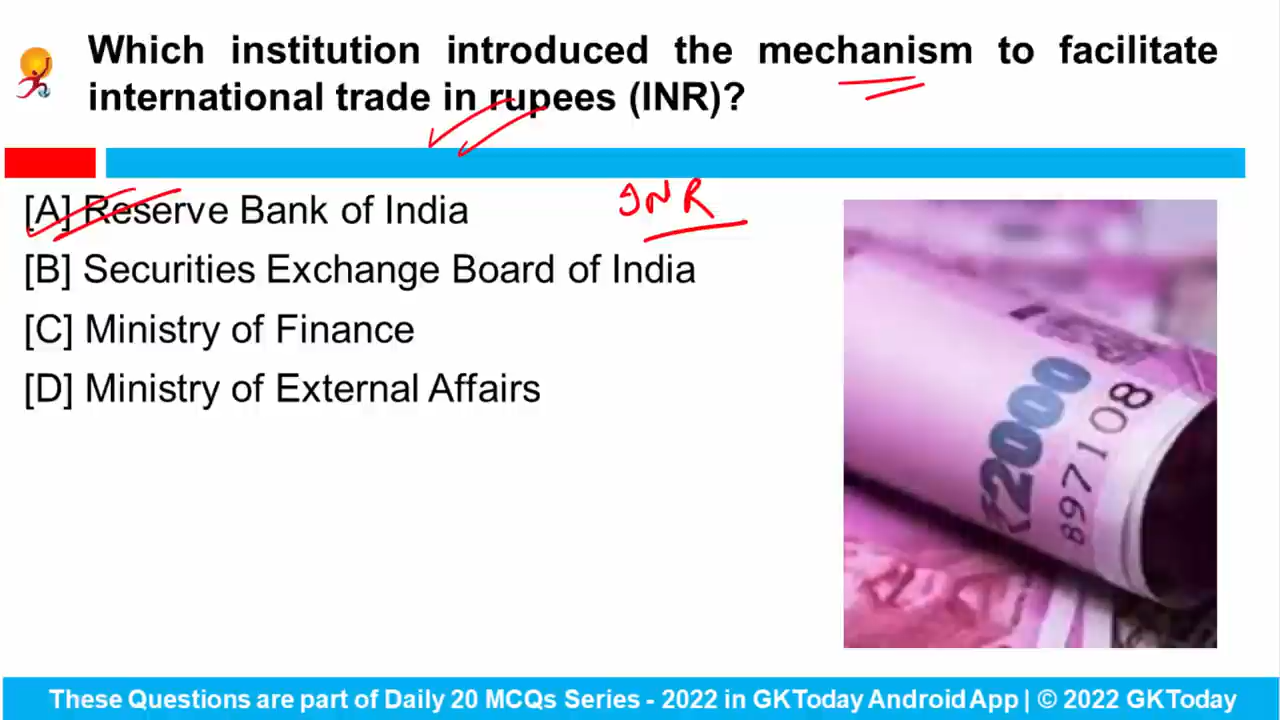 Which institution introduced the mechanism to facilitate
international trade in rupees (INR)?
[A] Reserve Bank of India
INR
[B] Securities Exchange Board of India
[C] Ministry of Finance
[D] Ministry of External Affairs
₹2000
897108
These Questions are part of Daily 20 MCQs Series - 2022 in GKToday Android App | © 2022 GKToday